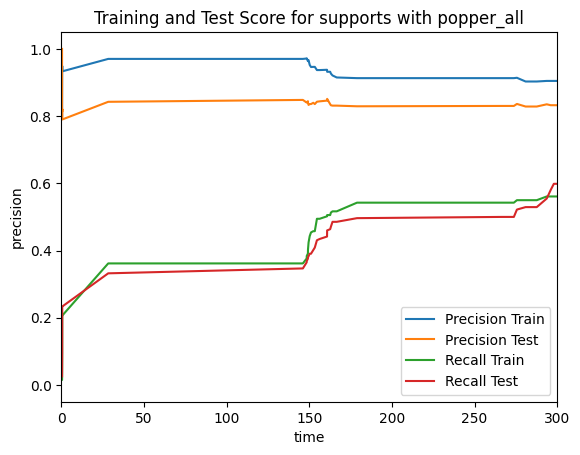 Training and Test Score for supports with popper_all
precision
1.0
0.8
0.6
0.4
0.2
0.0
0
50
100
150
200
250
300
time
Precision Train
Precision Test
Recall Train
Recall Test